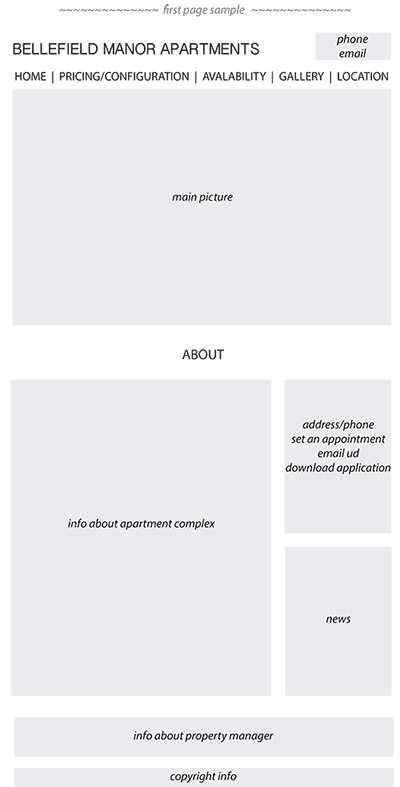 ~~~~~~~~~~~~~~ first page sample ~~~~~~~~~~~~~~
BELLEFIELD MANOR APARTMENTS
phone
email
HOME | PRICING/CONFIGURATION | AVALABILITY | GALLERY | LOCATION
main picture
ABOUT
info about apartment complex
address/phone
set an appointment
email ud
download application
news
info about property manager
copyright info